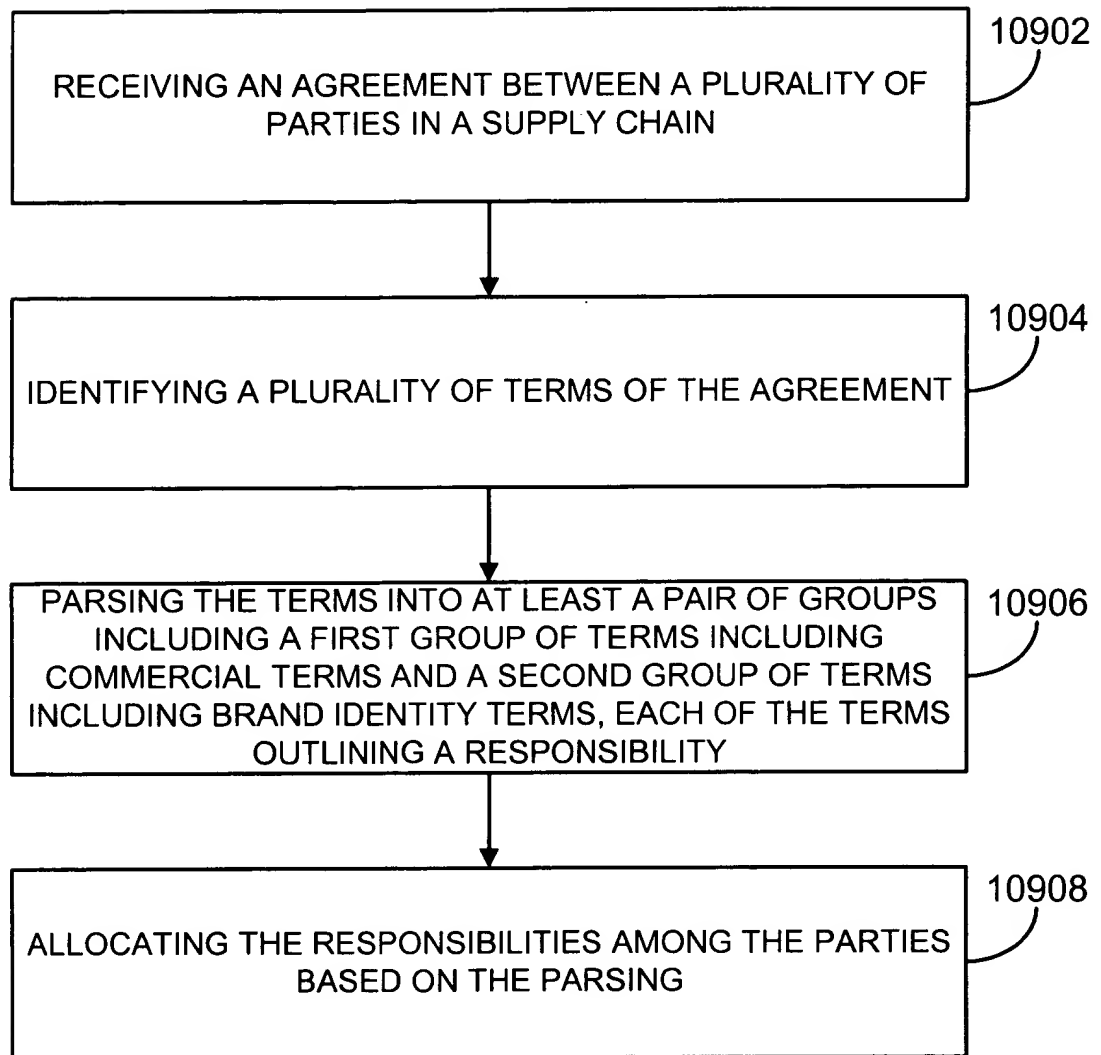 10902
RECEIVING AN AGREEMENT BETWEEN A PLURALITY OF
PARTIES IN A SUPPLY CHAIN
10904
IDENTIFYING A PLURALITY OF TERMS OF THE AGREEMENT
10906
PARSING THE TERMS INTO AT LEAST A PAIR OF GROUPS
INCLUDING A FIRST GROUP OF TERMS INCLUDING
COMMERCIAL TERMS AND A SECOND GROUP OF TERMS
INCLUDING BRAND IDENTITY TERMS, EACH OF THE TERMS
OUTLINING A RESPONSIBILITY
10908
ALLOCATING THE RESPONSIBILITIES AMONG THE PARTIES
BASED ON THE PARSING